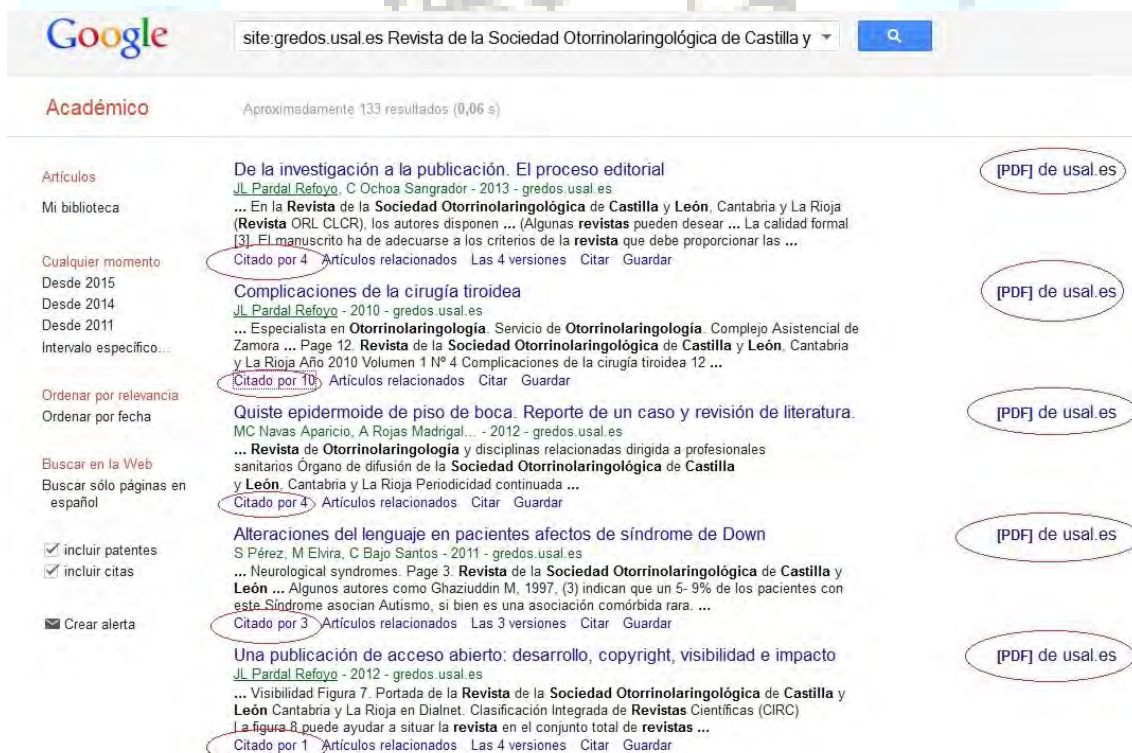 Google
site:gredos.usal.es Revista de la Sociedad Otorrinolaringológica de Castilla y
Académico
Aproximadamente 133 resultados (0,06 s)
Artículos
Mi biblioteca
Cualquier momento
Desde 2015
Desde 2014
Desde 2011
Intervalo específico...
Ordenar por relevancia
Ordenar por fecha
Buscar en la Web
Buscar sólo páginas en
español
incluir patentes
incluir citas
Crear alerta
De la investigación a la publicación. El proceso editorial
[PDF] de usal.es
JL Pardal Refoyo, C Ochoa Sangrador - 2013 - gredos.usal.es
... En la Revista de la Sociedad Otorrinolaringológica de Castilla y León, Cantabria y La Rioja
(Revista ORL CLCR), los autores disponen ... (Algunas revistas pueden desear ... La calidad formal
[3]. El manuscrito ha de adecuarse a los criterios de la revista que debe proporcionar las ...
Citado por 4 Artículos relacionados Las 4 versiones Citar Guardar
Complicaciones de la cirugía tiroidea
[PDF] de usal.es
JL Pardal Refoyo - 2010 - gredos.usal.es
... Especialista en Otorrinolaringología. Servicio de Otorrinolaringología. Complejo Asistencial de
Zamora ... Page 12. Revista de la Sociedad Otorrinolaringológica de Castilla y León, Cantabria
y La Rioja Año 2010 Volumen 1 Nº 4 Complicaciones de la cirugía tiroidea 12 ...
Citado por 10 Artículos relacionados Citar Guardar
Quiste epidermoide de piso de boca. Reporte de un caso y revisión de literatura.
[PDF] de usal.es
MC Navas Aparicio, A Rojas Madrigal... - 2012 - gredos.usal.es
... Revista de Otorrinolaringología y disciplinas relacionadas dirigida a profesionales
sanitarios Órgano de difusión de la Sociedad Otorrinolaringológica de Castilla
y León, Cantabria y La Rioja Periodicidad continuada ...
Citado por 4 Artículos relacionados Citar Guardar
Alteraciones del lenguaje en pacientes afectos de síndrome de Down
[PDF] de usal.es
S Pérez, M Elvira, C Bajo Santos - 2011 - gredos.usal.es
... Neurological syndromes. Page 3. Revista de la Sociedad Otorrinolaringológica de Castilla y
León ... Algunos autores como Ghaziuddin M, 1997, (3) indican que un 5- 9% de los pacientes con
este Síndrome asocian Autismo, si bien es una asociación comórbida rara. ...
Citado por 3 Artículos relacionados Las 3 versiones Citar Guardar
Una publicación de acceso abierto: desarrollo, copyright, visibilidad e impacto
[PDF] de usal.es
JL Pardal Refoyo - 2012 - gredos.usal.es
... Visibilidad Figura 7. Portada de la Revista de la Sociedad Otorrinolaringológica de Castilla y
León Cantabria y La Rioja en Dialnet. Clasificación Integrada de Revistas Científicas (CIRC)
La figura 8 puede ayudar a situar la revista en el conjunto total de revistas ...
Citado por 1 Artículos relacionados Las 4 versiones Citar Guardar